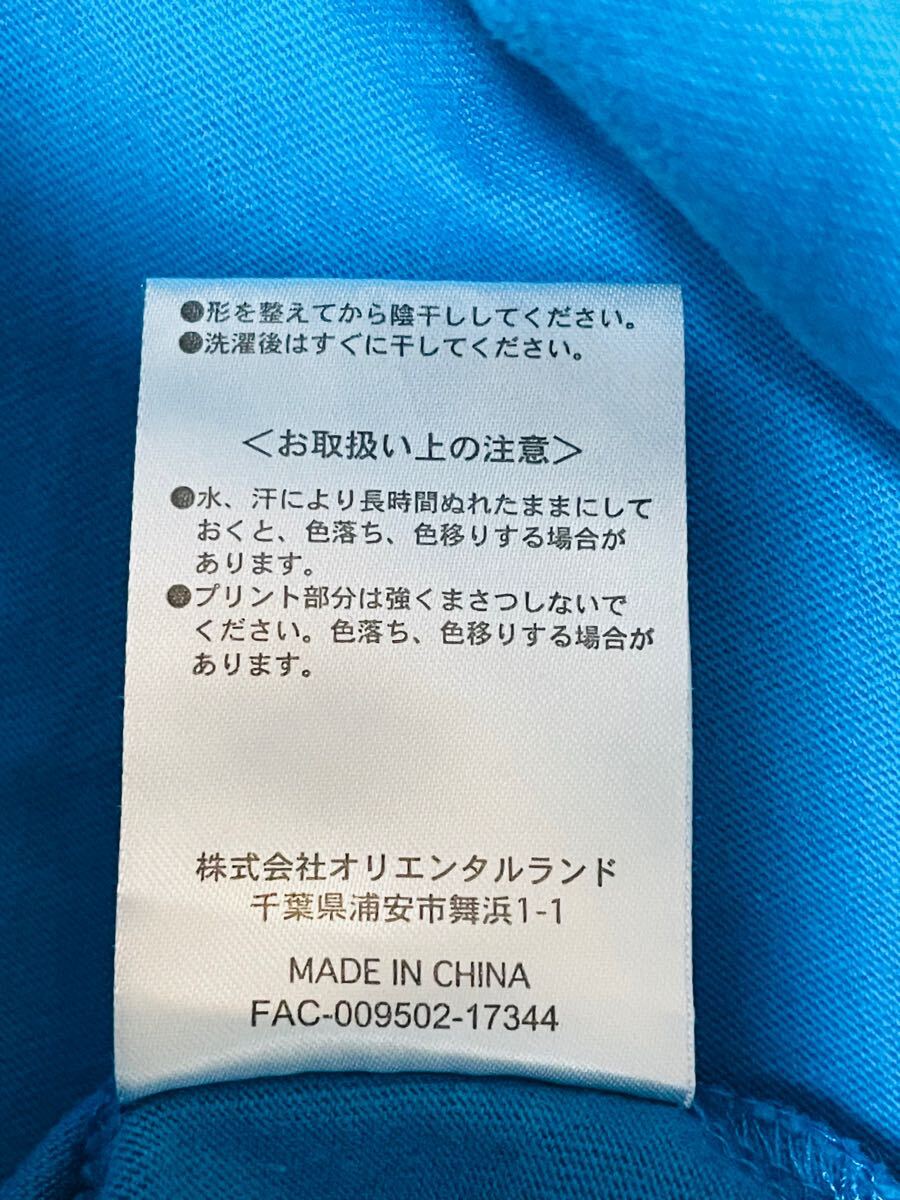 ●形を整えてから陰干ししてください。
●洗濯後はすぐに干してください。
＜お取扱い上の注意＞
●水、汗により長時間ぬれたままにして
おくと、色落ち、色移りする場合が
あります。
●プリント部分は強くまさつしないで
ください。色落ち、色移りする場合が
あります。
株式会社オリエンタルランド
千葉県浦安市舞浜1-1
MADE IN CHINA
FAC-009502-17344